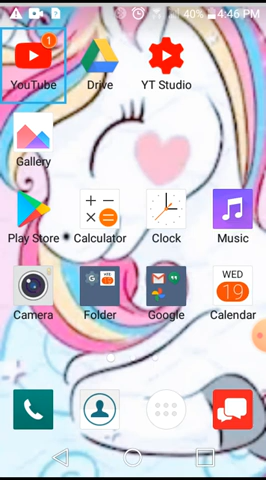 40% 4:46 PM
1
YouTube Drive YT Studio
Gallery
Play Store Calculator Clock Music
WED
19
Camera Folder Google Calendar